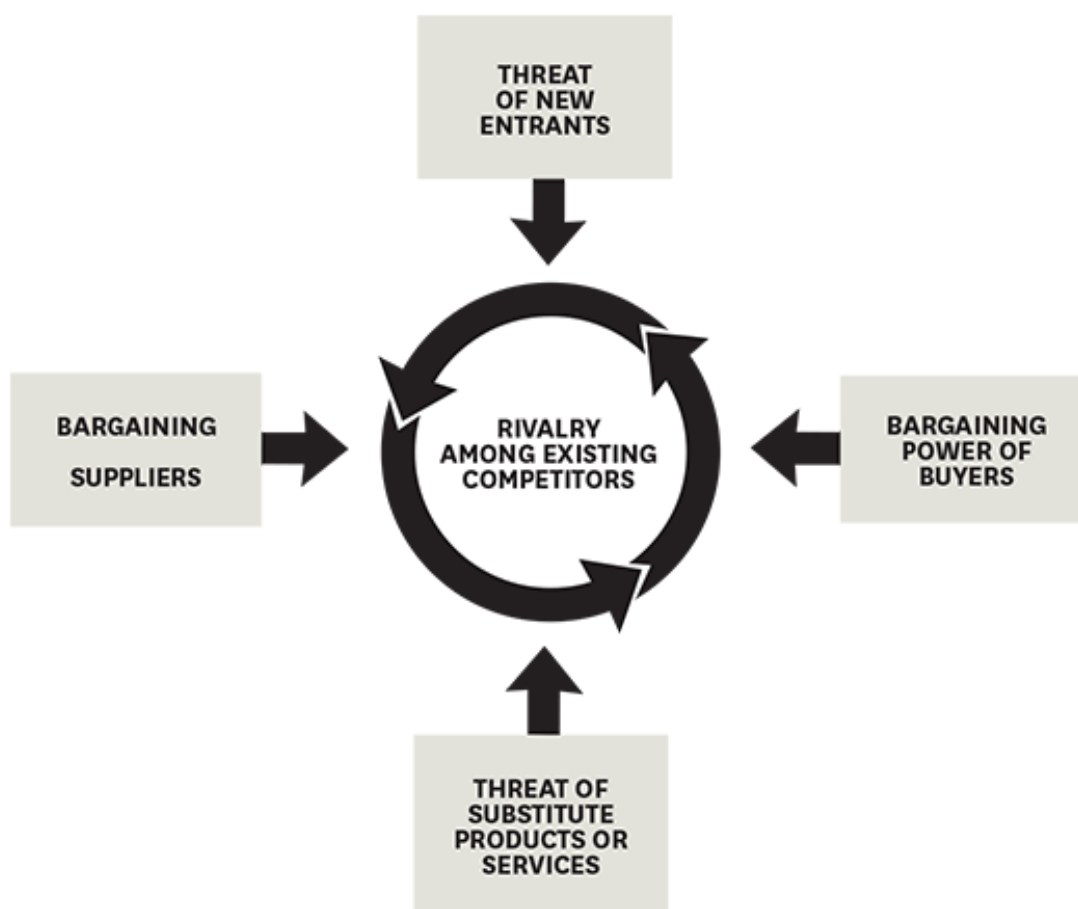 THREAT
OF NEW
ENTRANTS
BARGAINING
SUPPLIERS
RIVALRY
AMONG EXISTING
COMPETITORS
BARGAINING
POWER OF
BUYERS
THREAT OF
SUBSTITUTE
PRODUCTS OR
SERVICES